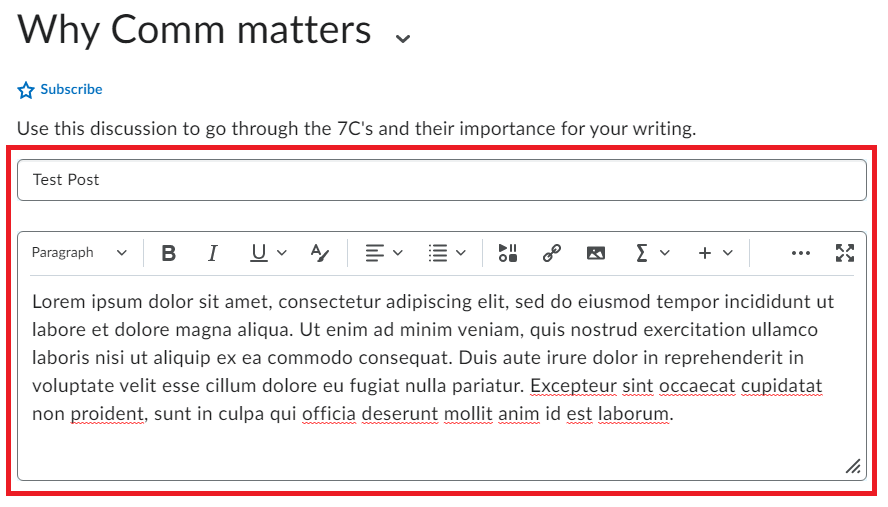 Why Comm matters
Subscribe
Use this discussion to go through the 7C's and their importance for your writing.
Test Post
Paragraph B I U A Σ + ...
Lorem ipsum dolor sit amet, consectetur adipiscing elit, sed do eiusmod tempor incididunt ut
labore et dolore magna aliqua. Ut enim ad minim veniam, quis nostrud exercitation ullamco
laboris nisi ut aliquip ex ea commodo consequat. Duis aute irure dolor in reprehenderit in
voluptate velit esse cillum dolore eu fugiat nulla pariatur. Excepteur sint occaecat cupidatat
non proident, sunt in culpa qui officia deserunt mollit anim id est laborum.